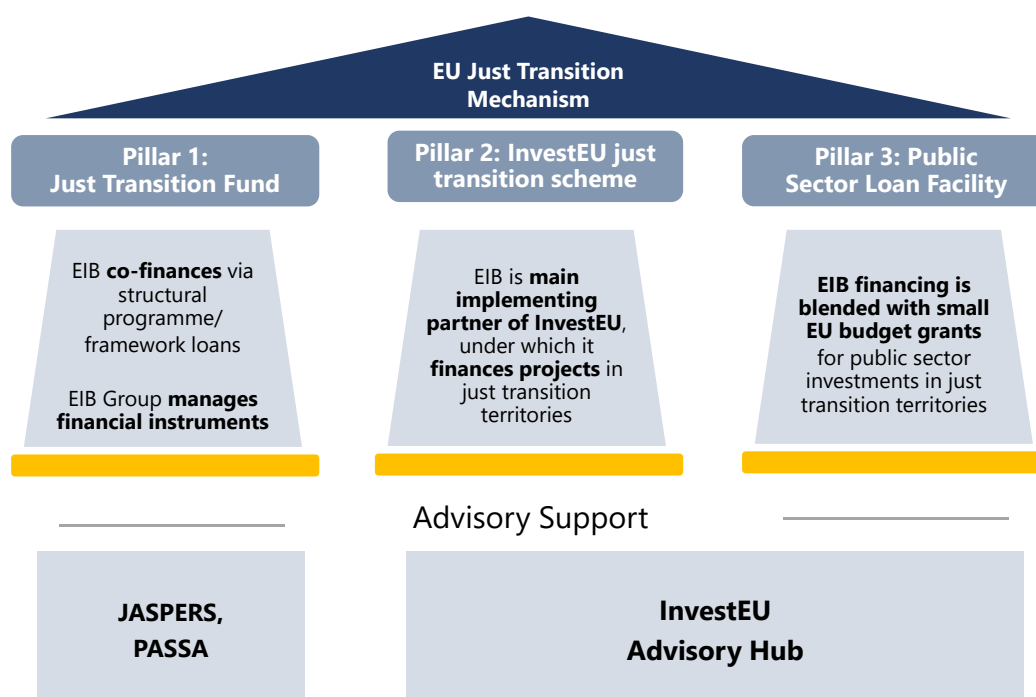 EU Just Transition
Mechanism
Pillar 1:
Just Transition Fund
EIB co-finances via
structural
programme/
framework loans
EIB Group manages
financial instruments
Pillar 2: InvestEU just
transition scheme
EIB is main
implementing
partner of InvestEU,
under which it
finances projects in
just transition
territories
Pillar 3: Public
Sector Loan Facility
EIB financing is
blended with small
EU budget grants
for public sector
investments in just
transition territories
Advisory Support
JASPERS,
PASSA
InvestEU
Advisory Hub